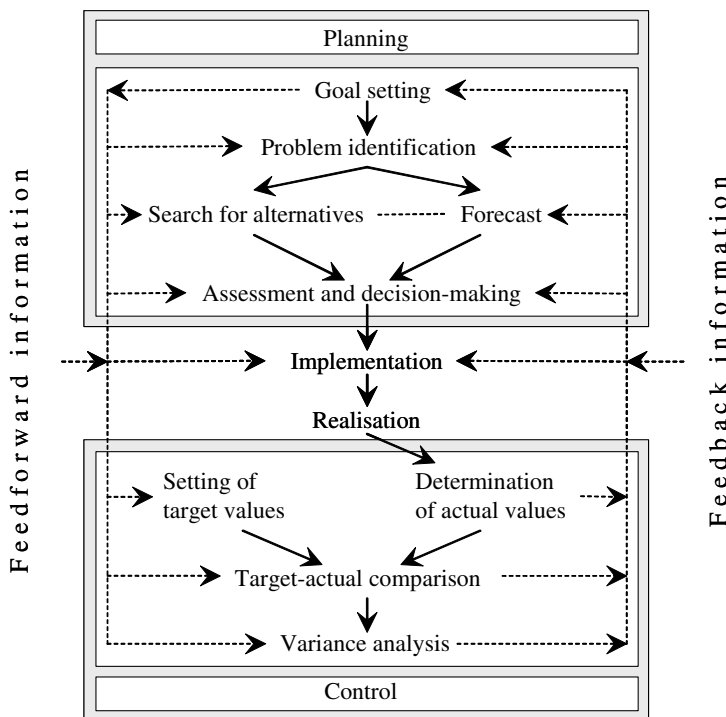 Planning
Goal setting
Problem identification
Search for alternatives
Forecast
Assessment and decision-making
Implementation
Realisation
Setting of
target values
Determination
of actual values
Target-actual comparison
Variance analysis
Control
Feedforward information
Feedback information